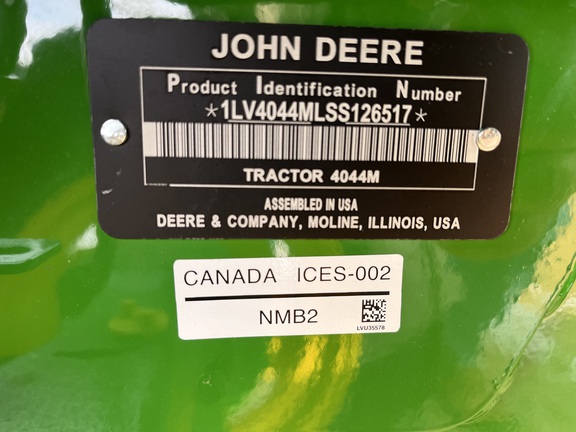 JOHN DEERE
Product Identification Number
*1LV4044MLSS126517*
TRACTOR 4044M
ASSEMBLED IN USA
DEERE & COMPANY, MOLINE, ILLINOIS, USA
CANADA ICES-002
NMB2
LVU35578